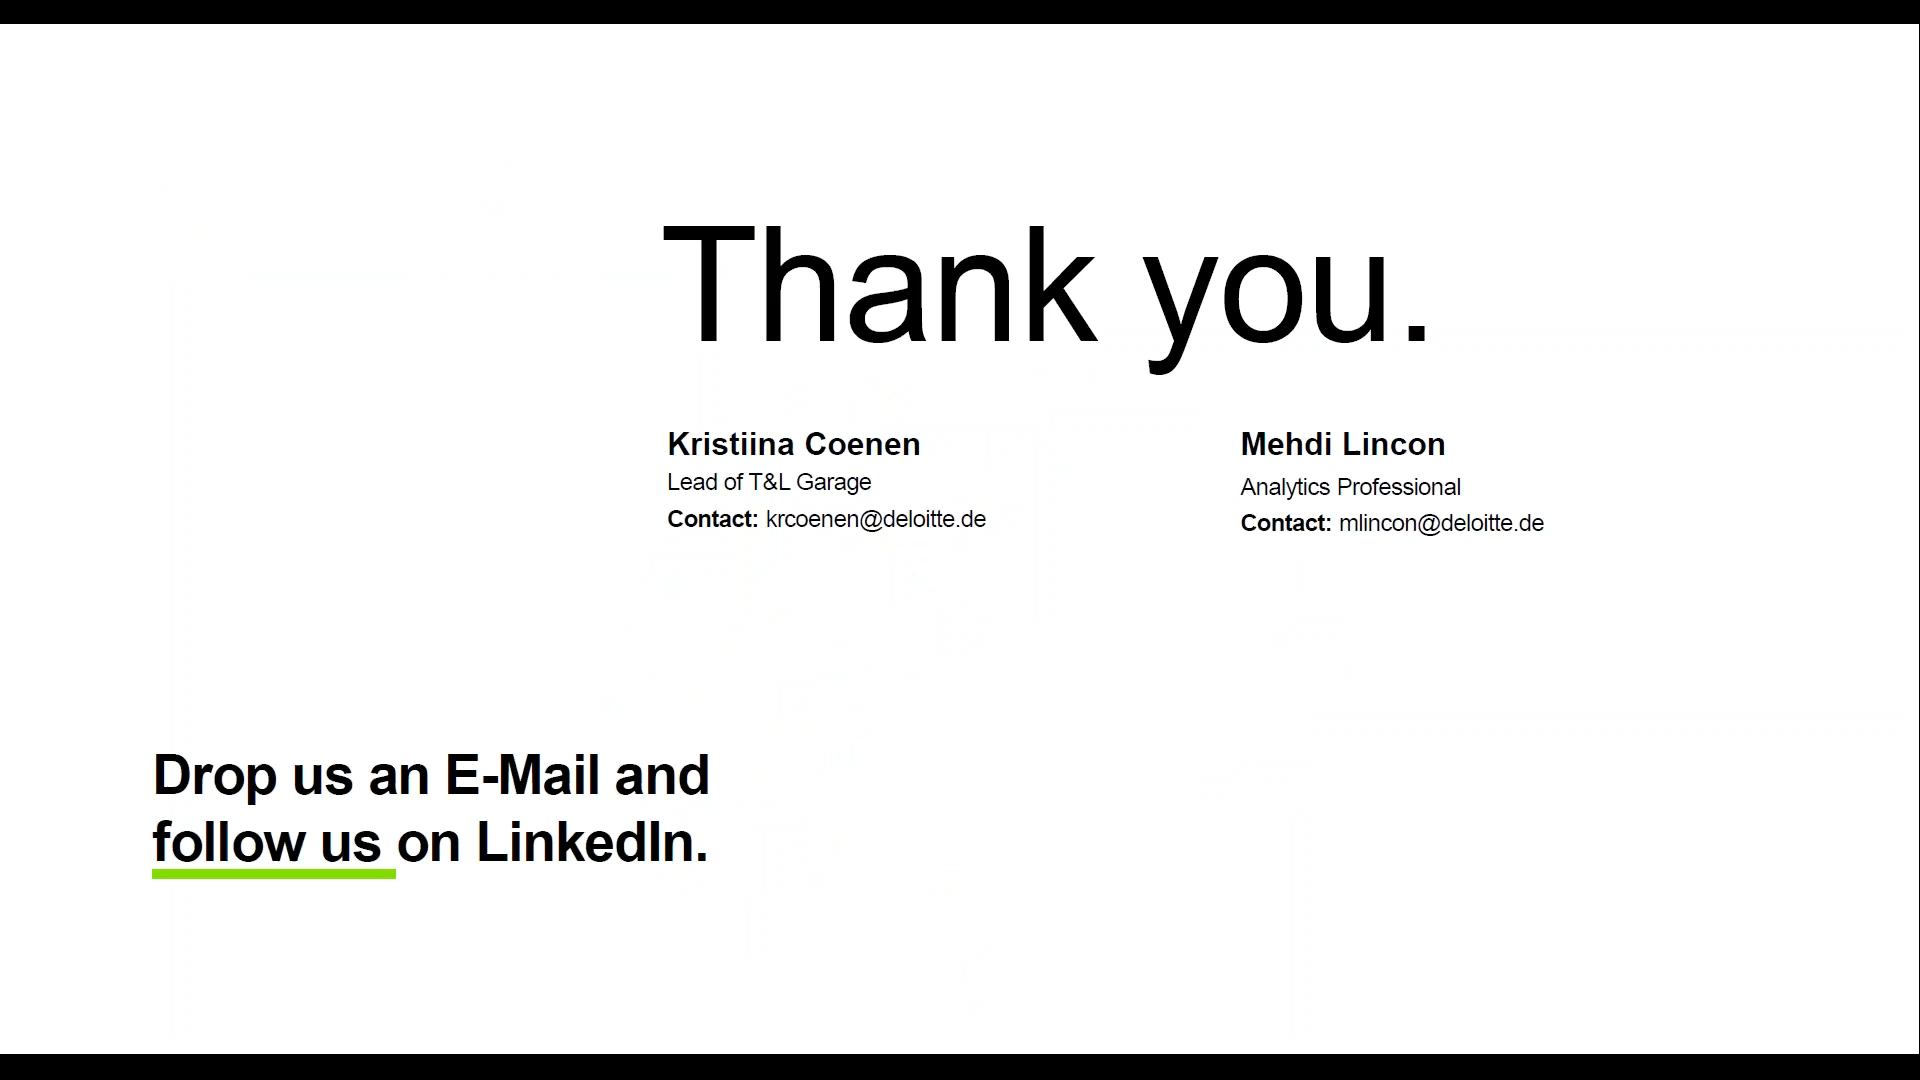 Thank you.
Kristiina Coenen
Lead of T&L Garage
Contact: krcoenen@deloitte.de
Mehdi Lincon
Analytics Professional
Contact: mlincon@deloitte.de
Drop us an E-Mail and
follow us on LinkedIn.